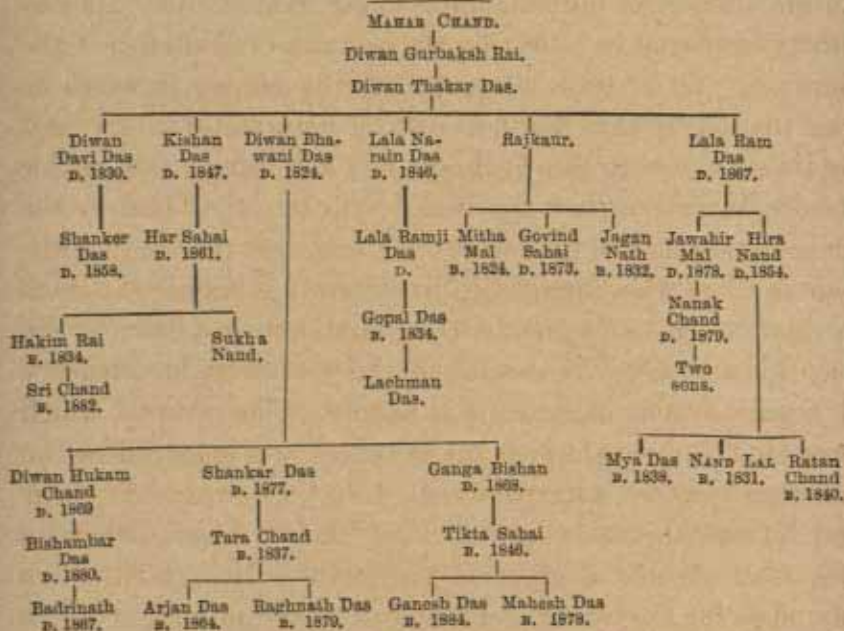 MAHAR CHAND.
Diwan Gurbaksh Rai.
Diwan Thakar Das.
Diwan Kishan Diwan Bha- Lala Na- Rajkaur. Lala Ram
Davi Das Das wani Das rain Das Das
D. 1830. D. 1847. D. 1824. D. 1846. D. 1867.
Shanker Har Sahai Lala Ramji Mitha Govind Jagan Jawahir Hira
Das D. 1861. Das Mal Sahai Nath Mal Nand
D. 1858. D. B. 1824. D. 1873. B. 1832. D. 1878. D. 1854.
Gopal Das Nanak
B. 1834. Chand
D. 1879.
Hakim Rai Sukha
B. 1834. Nand.
Lachman Two
Das. sons.
Sri Chand
B. 1882.
Diwan Hukam Shankar Das Ganga Bishan Mya Das NAND LAL Ratan
Chand D. 1877. D. 1868. B. 1838. B. 1831. Chand
D. 1869 B. 1840.
Bishambar Tara Chand Tikta Sahai
Das B. 1837. B. 1846.
D. 1880.
Badrinath Arjan Das Raghnath Das Ganesh Das Mahesh Das
D. 1867. B. 1864. B. 1879. B. 1884. B. 1878.